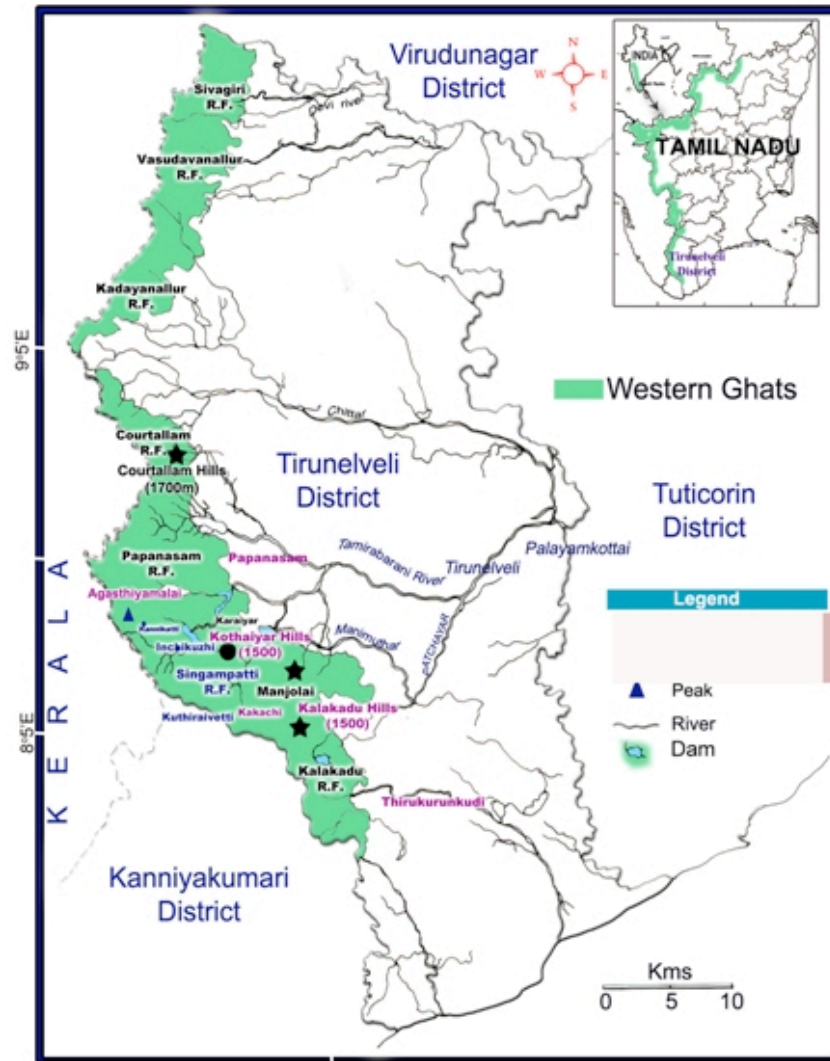 Virudunagar
District
N
W E
S
INDIA
TAMIL NADU
Tirunelveli
District
Sivagiri
R.F.
Devi river
Vasudavanallur
R.F.
Kadayanallur
R.F.
9°5'E
Western Ghats
Chittar
Courtallam
R.F.
Courtallam Hills
(1700m)
Tirunelveli
District
Tuticorin
District
Papanasam
R.F.
Papanasam
Tamirabarani River
Tirunelveli
Palayamkottai
Agasthiyamalai
Karaiyar
Kothaiyar Hills
(1500)
Inchikuzhi
Manimuthar
PATCHAYAR
Singampatti
R.F.
Manjolai
Kuthiraivetti
Kakachi
Kalakadu Hills
(1500)
8°5'E
KERALA
Kalakadu
R.F.
Thirukurunkudi
Legend
Peak
River
Dam
Kanniyakumari
District
Kms
0 5 10